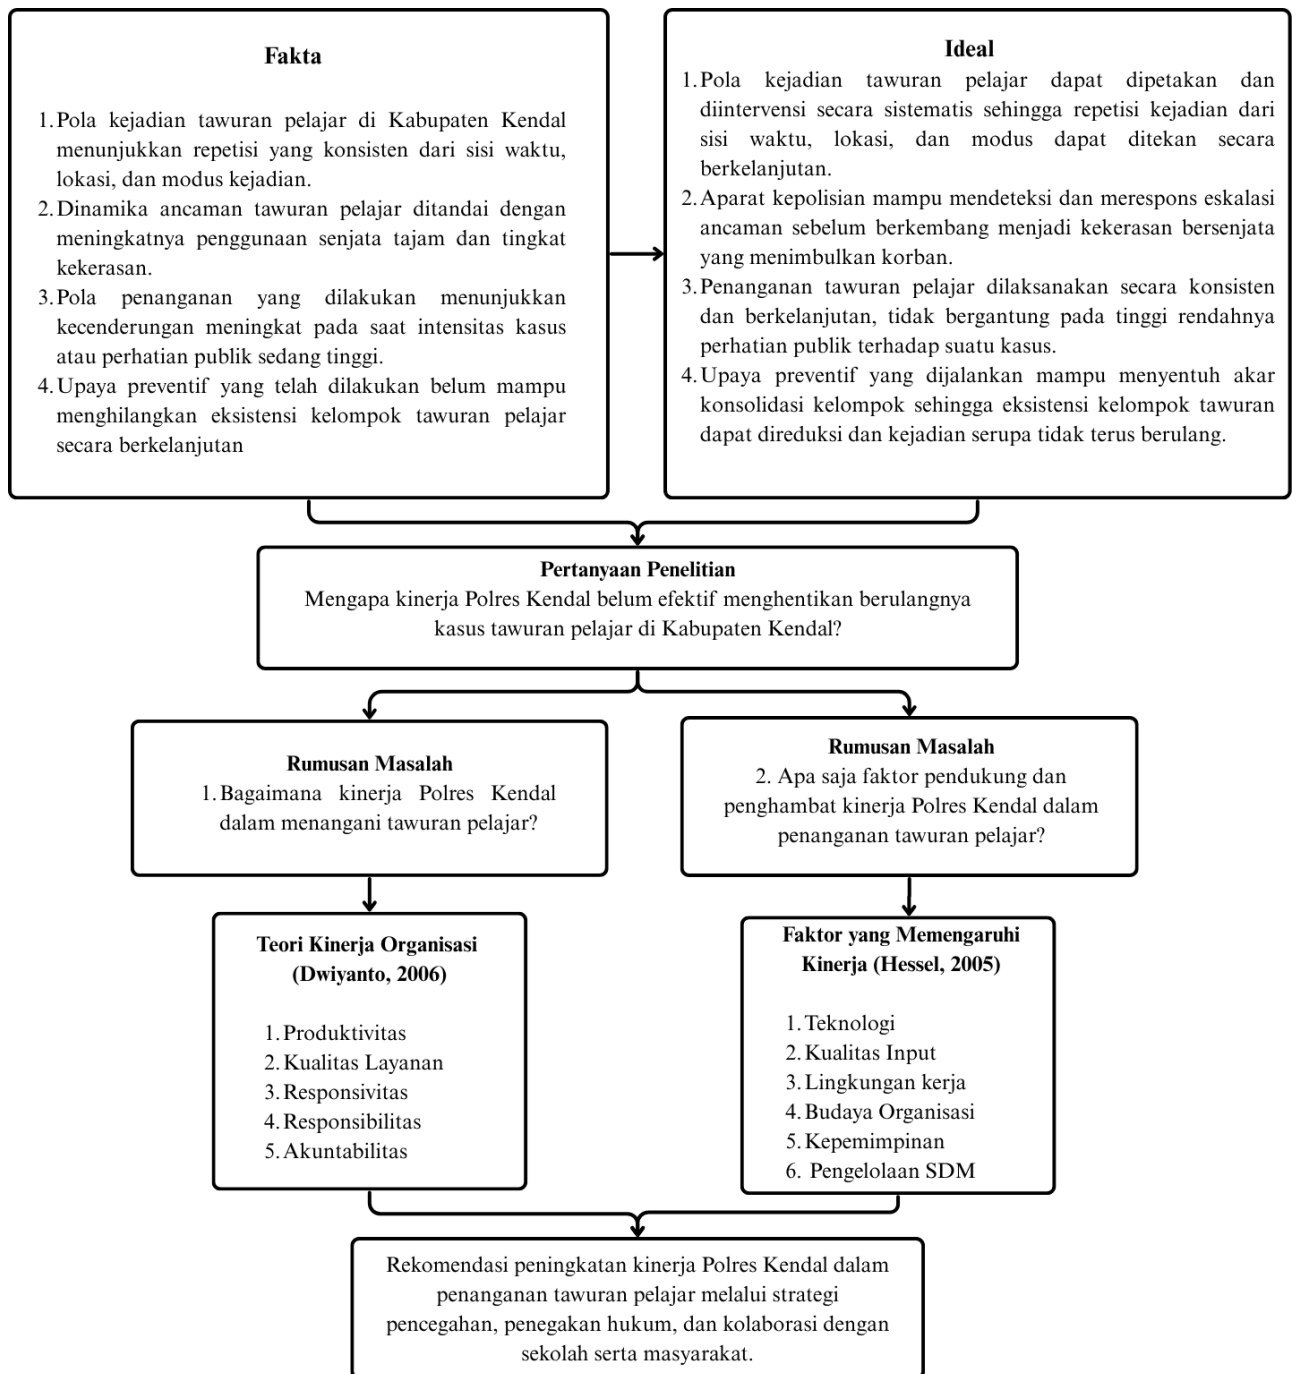 Fakta
1. Pola kejadian tawuran pelajar di Kabupaten Kendal
menunjukkan repetisi yang konsisten dari sisi waktu,
lokasi, dan modus kejadian.
2. Dinamika ancaman tawuran pelajar ditandai dengan
meningkatnya penggunaan senjata tajam dan tingkat
kekerasan.
3. Pola penanganan yang dilakukan menunjukkan
kecenderungan meningkat pada saat intensitas kasus
atau perhatian publik sedang tinggi.
4. Upaya preventif yang telah dilakukan belum mampu
menghilangkan eksistensi kelompok tawuran pelajar
secara berkelanjutan
Ideal
1. Pola kejadian tawuran pelajar dapat dipetakan dan
diintervensi secara sistematis sehingga repetisi kejadian dari
sisi waktu, lokasi, dan modus dapat ditekan secara
berkelanjutan.
2. Aparat kepolisian mampu mendeteksi dan merespons eskalasi
ancaman sebelum berkembang menjadi kekerasan bersenjata
yang menimbulkan korban.
3. Penanganan tawuran pelajar dilaksanakan secara konsisten
dan berkelanjutan, tidak bergantung pada tinggi rendahnya
perhatian publik terhadap suatu kasus.
4. Upaya preventif yang dijalankan mampu menyentuh akar
konsolidasi kelompok sehingga eksistensi kelompok tawuran
dapat direduksi dan kejadian serupa tidak terus berulang.
Pertanyaan Penelitian
Mengapa kinerja Polres Kendal belum efektif menghentikan berulangnya
kasus tawuran pelajar di Kabupaten Kendal?
Rumusan Masalah
1. Bagaimana kinerja Polres Kendal
dalam menangani tawuran pelajar?
Rumusan Masalah
2. Apa saja faktor pendukung dan
penghambat kinerja Polres Kendal dalam
penanganan tawuran pelajar?
Teori Kinerja Organisasi
(Dwiyanto, 2006)
1. Produktivitas
2. Kualitas Layanan
3. Responsivitas
4. Responsibilitas
5. Akuntabilitas
Faktor yang Memengaruhi
Kinerja (Hessel, 2005)
1. Teknologi
2. Kualitas Input
3. Lingkungan kerja
4. Budaya Organisasi
5. Kepemimpinan
6. Pengelolaan SDM
Rekomendasi peningkatan kinerja Polres Kendal dalam
penanganan tawuran pelajar melalui strategi
pencegahan, penegakan hukum, dan kolaborasi dengan
sekolah serta masyarakat.